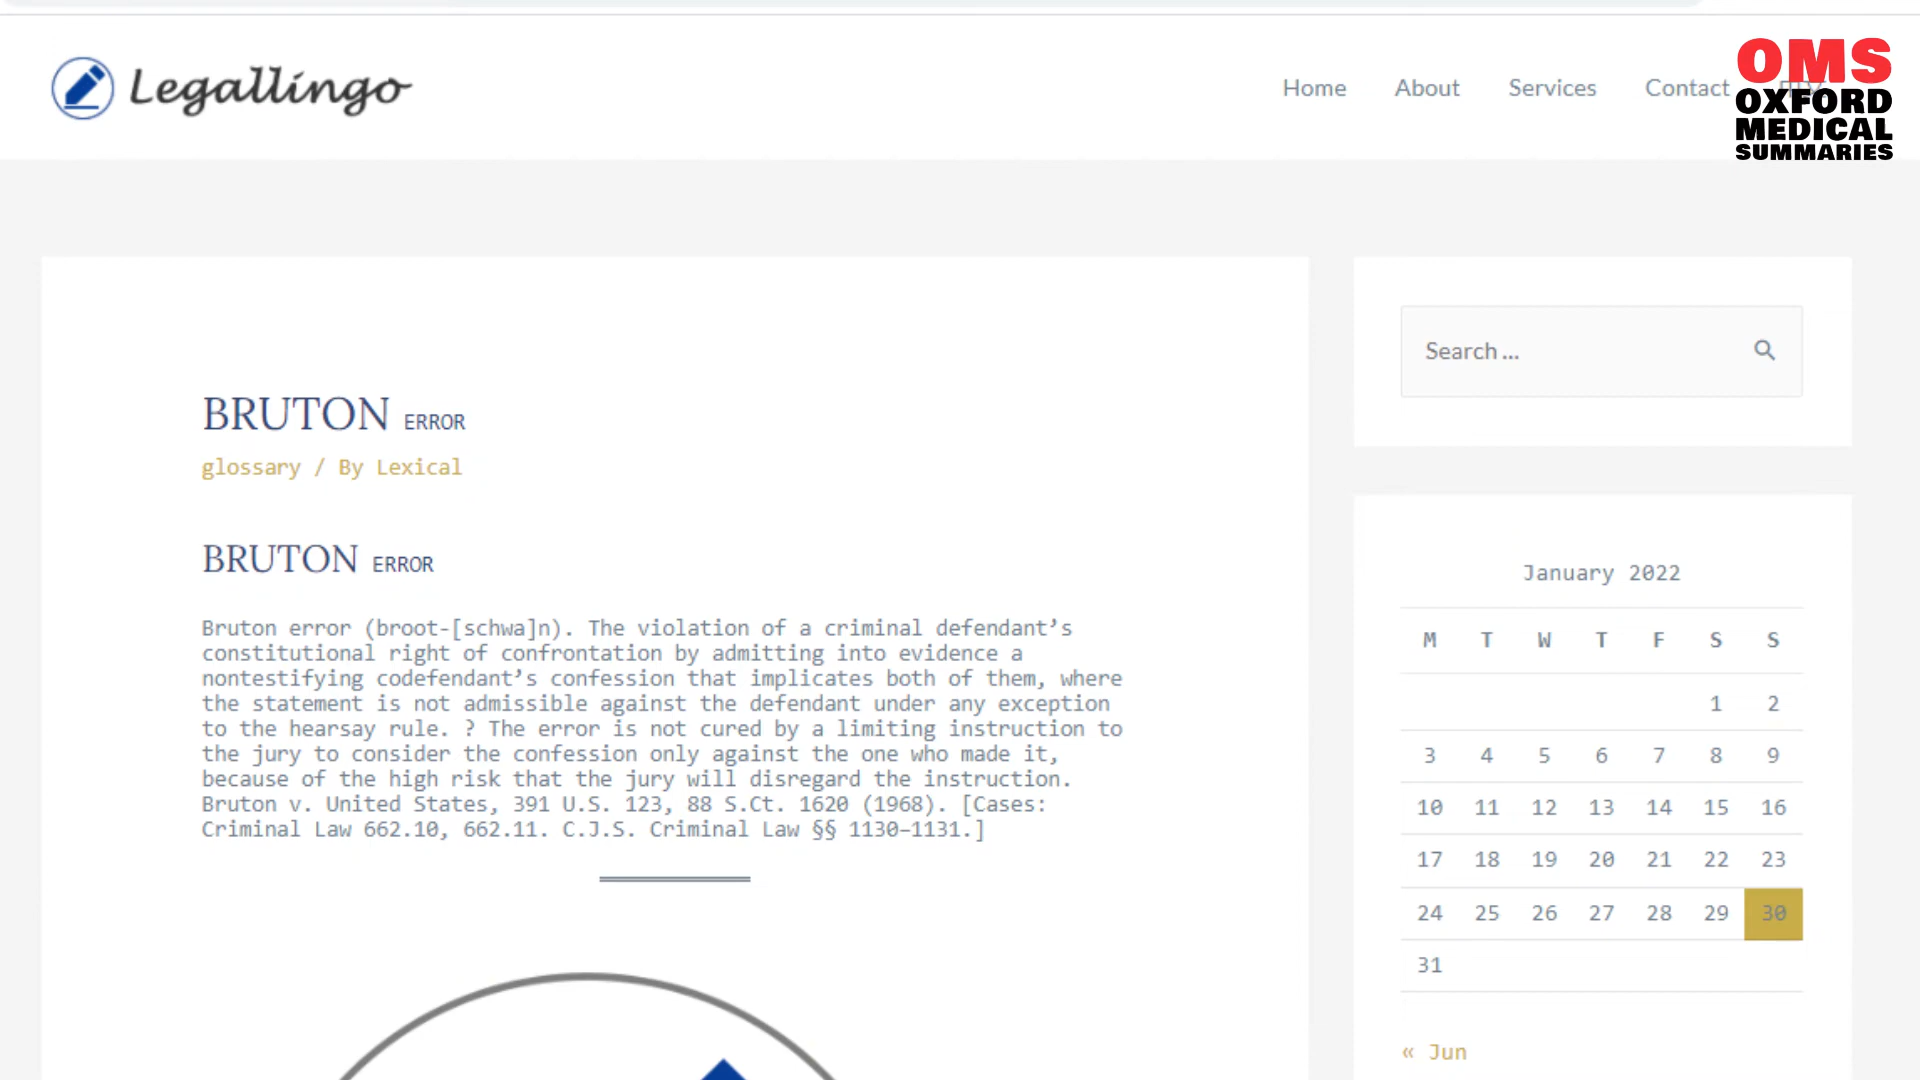 Legallingo
Home About Services Contact
OMS
OXFORD
MEDICAL
SUMMARIES
BRUTON ERROR
glossary / By Lexical
BRUTON ERROR
Bruton error (broot-[schwa]n). The violation of a criminal defendant’s
constitutional right of confrontation by admitting into evidence a
nontestifying codefendant’s confession that implicates both of them, where
the statement is not admissible against the defendant under any exception
to the hearsay rule. ? The error is not cured by a limiting instruction to
the jury to consider the confession only against the one who made it,
because of the high risk that the jury will disregard the instruction.
Bruton v. United States, 391 U.S. 123, 88 S.Ct. 1620 (1968). [Cases:
Criminal Law 662.10, 662.11. C.J.S. Criminal Law §§ 1130–1131.]
Search ...
January 2022
M T W T F S S
1 2
3 4 5 6 7 8 9
10 11 12 13 14 15 16
17 18 19 20 21 22 23
24 25 26 27 28 29 30
31
« Jun